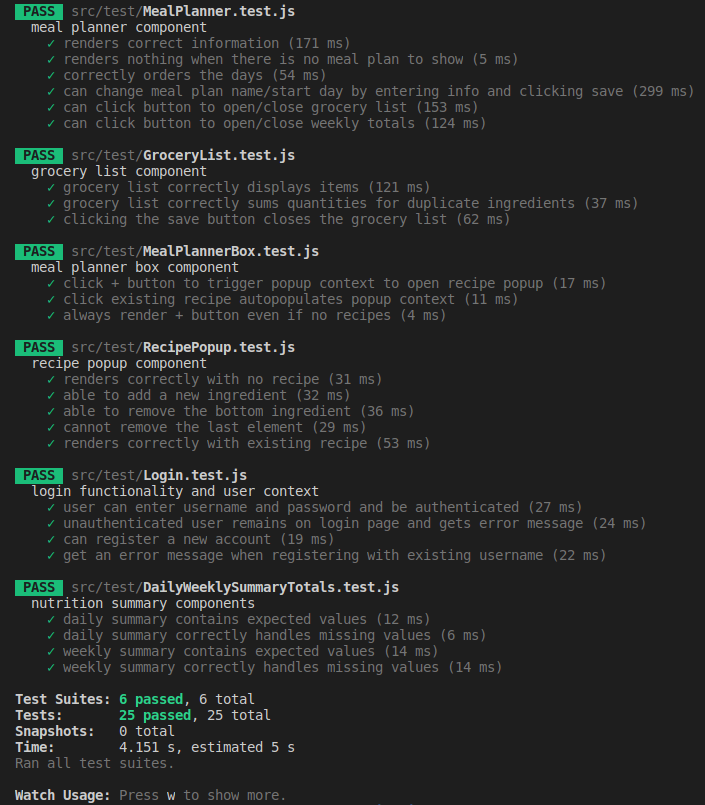 PASS src/test/MealPlanner.test.js
meal planner component
✓ renders correct information (171 ms)
✓ renders nothing when there is no meal plan to show (5 ms)
✓ correctly orders the days (54 ms)
✓ can change meal plan name/start day by entering info and clicking save (299 ms)
✓ can click button to open/close grocery list (153 ms)
✓ can click button to open/close weekly totals (124 ms)
PASS src/test/GroceryList.test.js
grocery list component
✓ grocery list correctly displays items (121 ms)
✓ grocery list correctly sums quantities for duplicate ingredients (37 ms)
✓ clicking the save button closes the grocery list (62 ms)
PASS src/test/MealPlannerBox.test.js
meal planner box component
✓ click + button to trigger popup context to open recipe popup (17 ms)
✓ click existing recipe autopopulates popup context (11 ms)
✓ always render + button even if no recipes (4 ms)
PASS src/test/RecipePopup.test.js
recipe popup component
✓ renders correctly with no recipe (31 ms)
✓ able to add a new ingredient (32 ms)
✓ able to remove the bottom ingredient (36 ms)
✓ cannot remove the last element (29 ms)
✓ renders correctly with existing recipe (53 ms)
PASS src/test/Login.test.js
login functionality and user context
✓ user can enter username and password and be authenticated (27 ms)
✓ unauthenticated user remains on login page and gets error message (24 ms)
✓ can register a new account (19 ms)
✓ get an error message when registering with existing username (22 ms)
PASS src/test/DailyWeeklySummaryTotals.test.js
nutrition summary components
✓ daily summary contains expected values (12 ms)
✓ daily summary correctly handles missing values (6 ms)
✓ weekly summary contains expected values (14 ms)
✓ weekly summary correctly handles missing values (14 ms)
Test Suites: 6 passed, 6 total
Tests: 25 passed, 25 total
Snapshots: 0 total
Time: 4.151 s, estimated 5 s
Ran all test suites.
Watch Usage: Press w to show more.